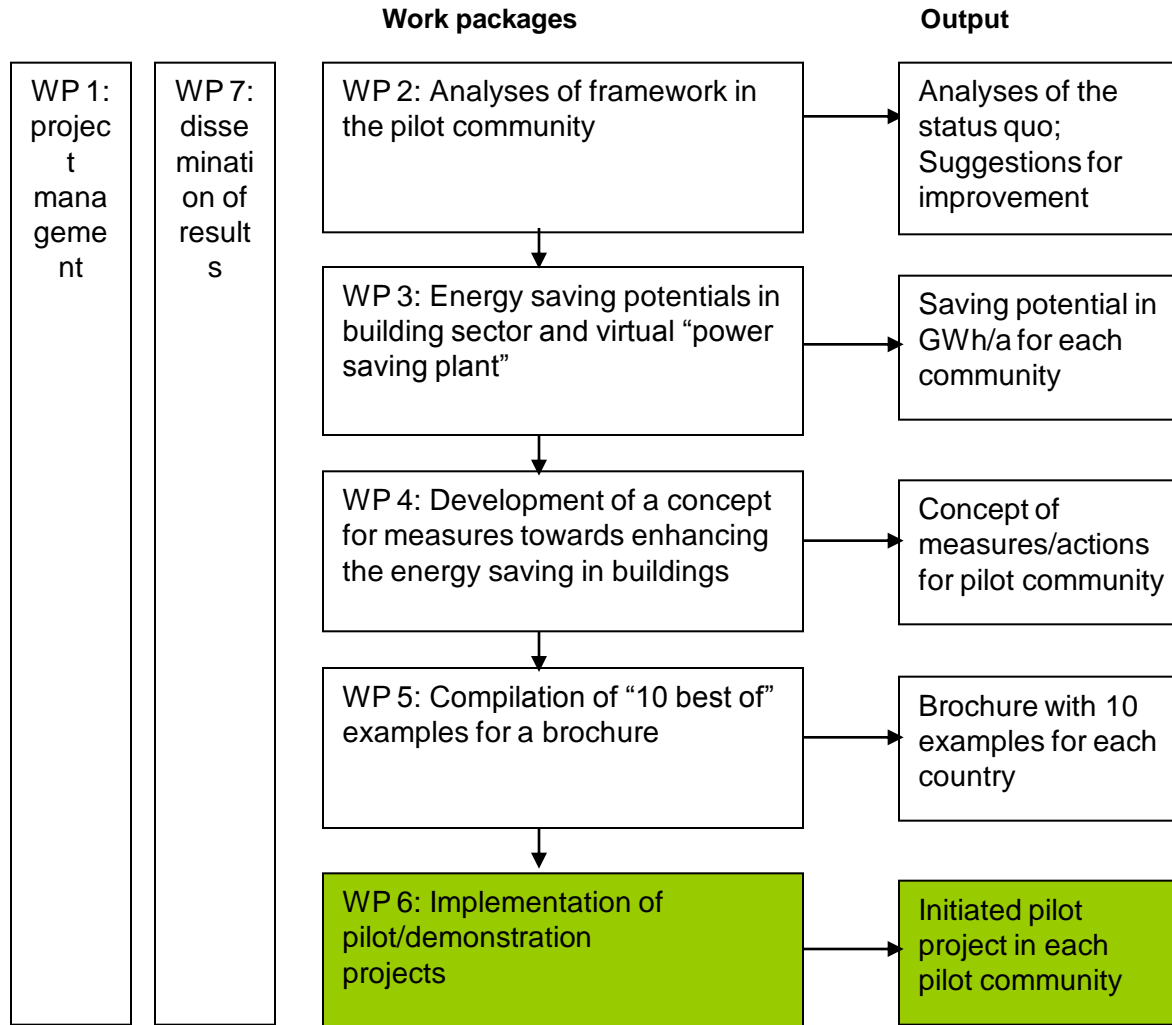 Work packages
Output
WP 1:
projec
t
mana
geme
nt
WP 7:
disse
minati
on of
result
s
WP 2: Analyses of framework in
the pilot community
Analyses of the
status quo;
Suggestions for
improvement
WP 3: Energy saving potentials in
building sector and virtual “power
saving plant”
Saving potential in
GWh/a for each
community
WP 4: Development of a concept
for measures towards enhancing
the energy saving in buildings
Concept of
measures/actions
for pilot community
WP 5: Compilation of “10 best of”
examples for a brochure
Brochure with 10
examples for each
country
WP 6: Implementation of
pilot/demonstration
projects
Initiated pilot
project in each
pilot community